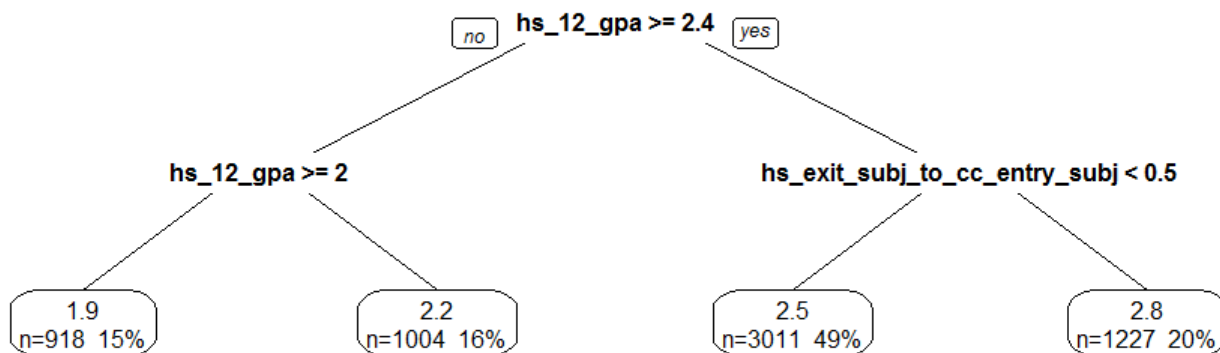 hs_12_gpa >= 2.4
no
yes
hs_12_gpa >= 2
hs_exit_subj_to_cc_entry_subj < 0.5
1.9
n=918 15%
2.2
n=1004 16%
2.5
n=3011 49%
2.8
n=1227 20%